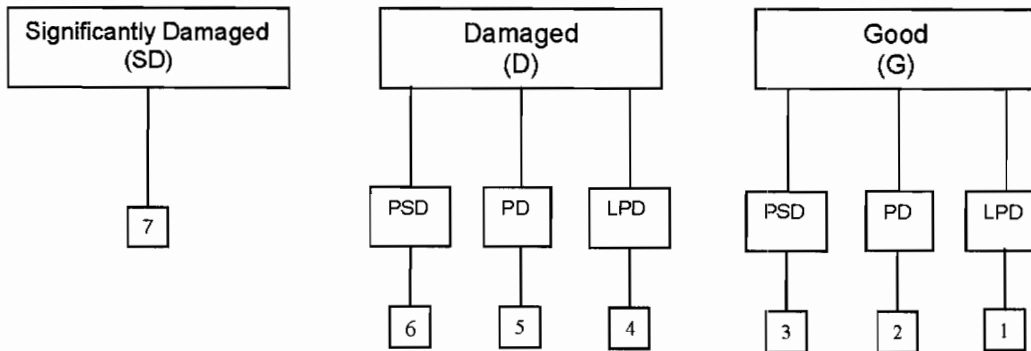 Significantly Damaged
(SD)
Damaged
(D)
Good
(G)
PSD
PD
LPD
PSD
PD
LPD
7
6
5
4
3
2
1